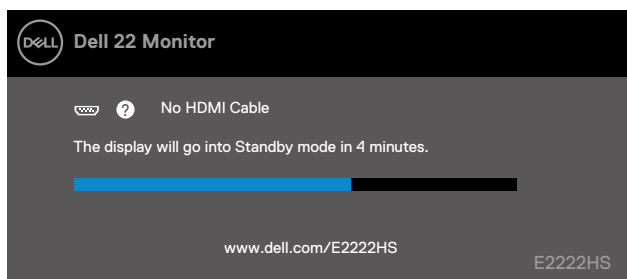 DELL Dell 22 Monitor
? No HDMI Cable
The display will go into Standby mode in 4 minutes.
www.dell.com/E2222HS
E2222HS